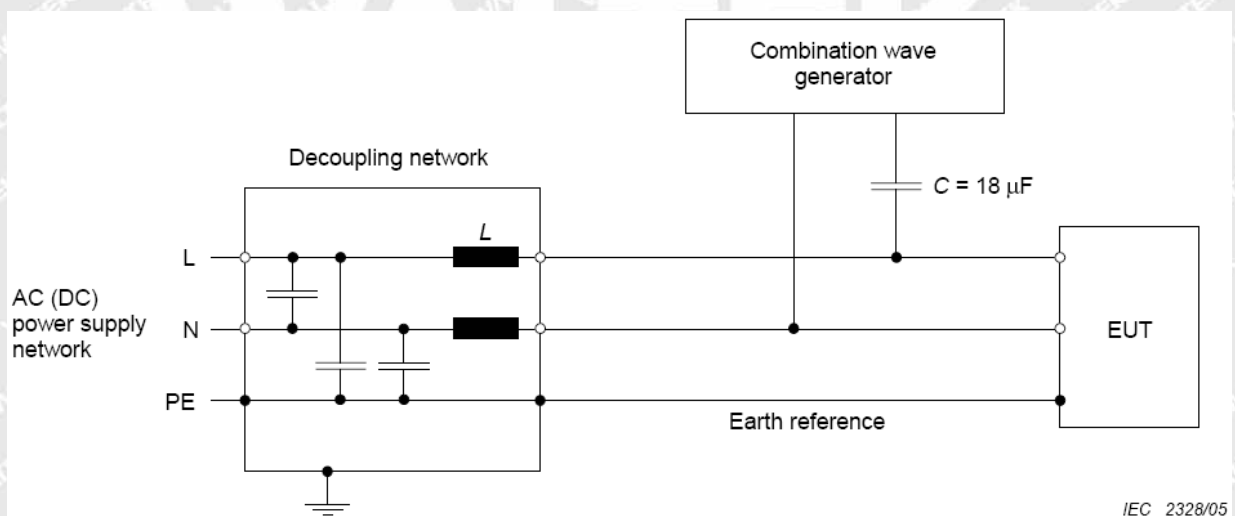 Combination wave
generator
Decoupling network
C = 18 μF
L
L
AC (DC)
power supply
network
N
EUT
PE
Earth reference
IEC 2328/05